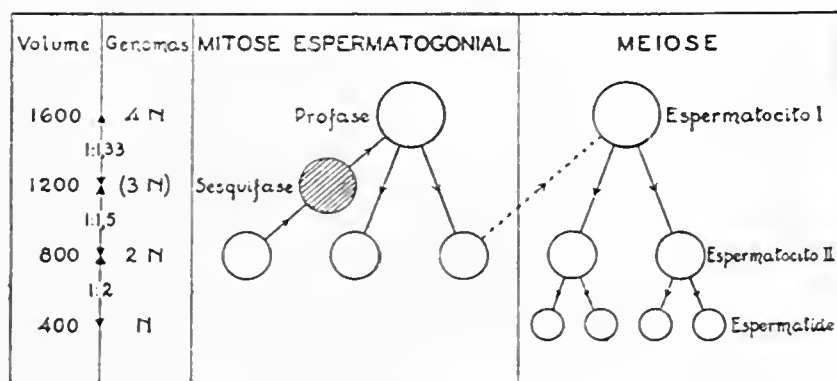 Volume Genomas MITOSE ESPERMATOGONIAL MEIOSE
1600 4 N Profase Espermatocito I
1:1,33
1200 (3 N) Sesquifase
1:1,5
800 2 N Espermatocito II
1:2
400 N Espermatide